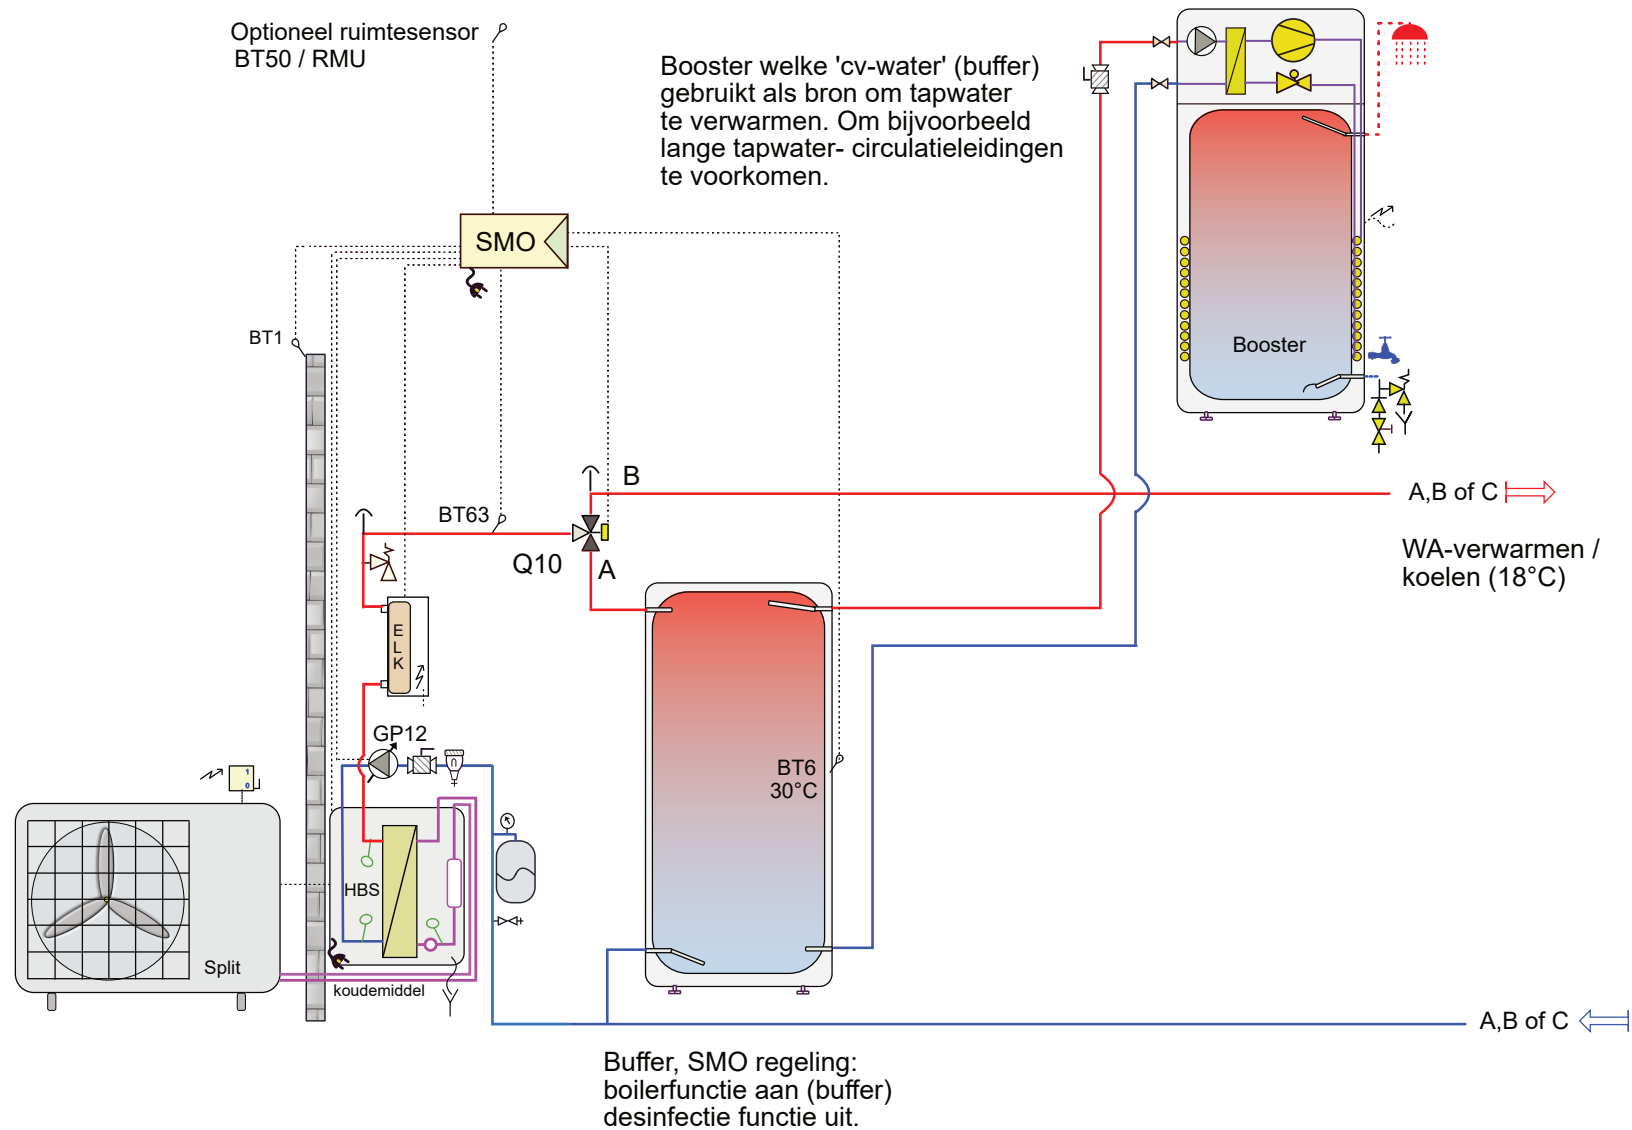 Optioneel ruimtesensor
BT50 / RMU
Booster welke 'cv-water' (buffer)
gebruikt als bron om tapwater
te verwarmen. Om bijvoorbeeld
lange tapwater- circulatieleidingen
te voorkomen.
SMO
BT1
Booster
B
A,B of C
BT63
Q10
A
WA-verwarmen /
koelen (18°C)
E
L
K
GP12
BT6
30°C
1
0
HBS
Split
koudemiddel
A,B of C
Buffer, SMO regeling:
boilerfunctie aan (buffer)
desinfectie functie uit.